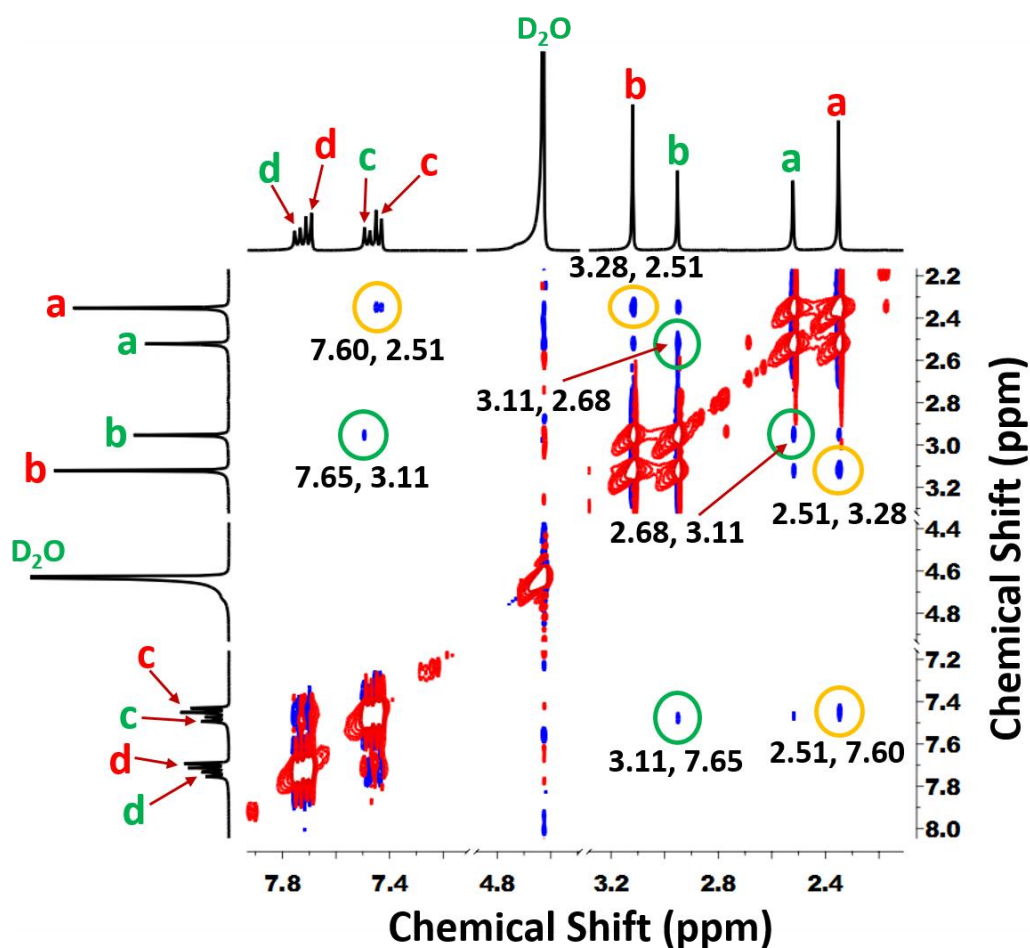 D₂O
b
a
d
d
c
c
b
a
3.28, 2.51
a
7.60, 2.51
a
3.11, 2.68
b
7.65, 3.11
b
2.68, 3.11
2.51, 3.28
D₂O
c
c
d
d
3.11, 7.65
2.51, 7.60
2.2
2.4
2.6
2.8
3.0
3.2
4.4
4.6
4.8
7.2
7.4
7.6
7.8
8.0
Chemical Shift (ppm)
7.8
7.4
4.8
3.2
2.8
2.4
Chemical Shift (ppm)